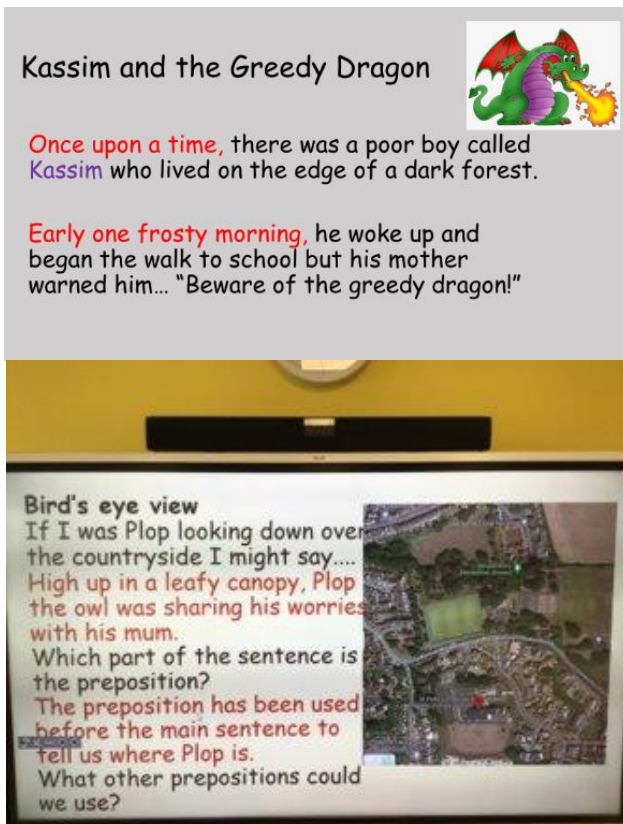 Kassim and the Greedy Dragon
Once upon a time, there was a poor boy called
Kassim who lived on the edge of a dark forest.
Early one frosty morning, he woke up and
began the walk to school but his mother
warned him... “Beware of the greedy dragon!”
Bird's eye view
If I was Plop looking down over
the countryside I might say....
High up in a leafy canopy, Plop
the owl was sharing his worries
with his mum.
Which part of the sentence is
the preposition?
The preposition has been used
before the main sentence to
tell us where Plop is.
What other prepositions could
we use?